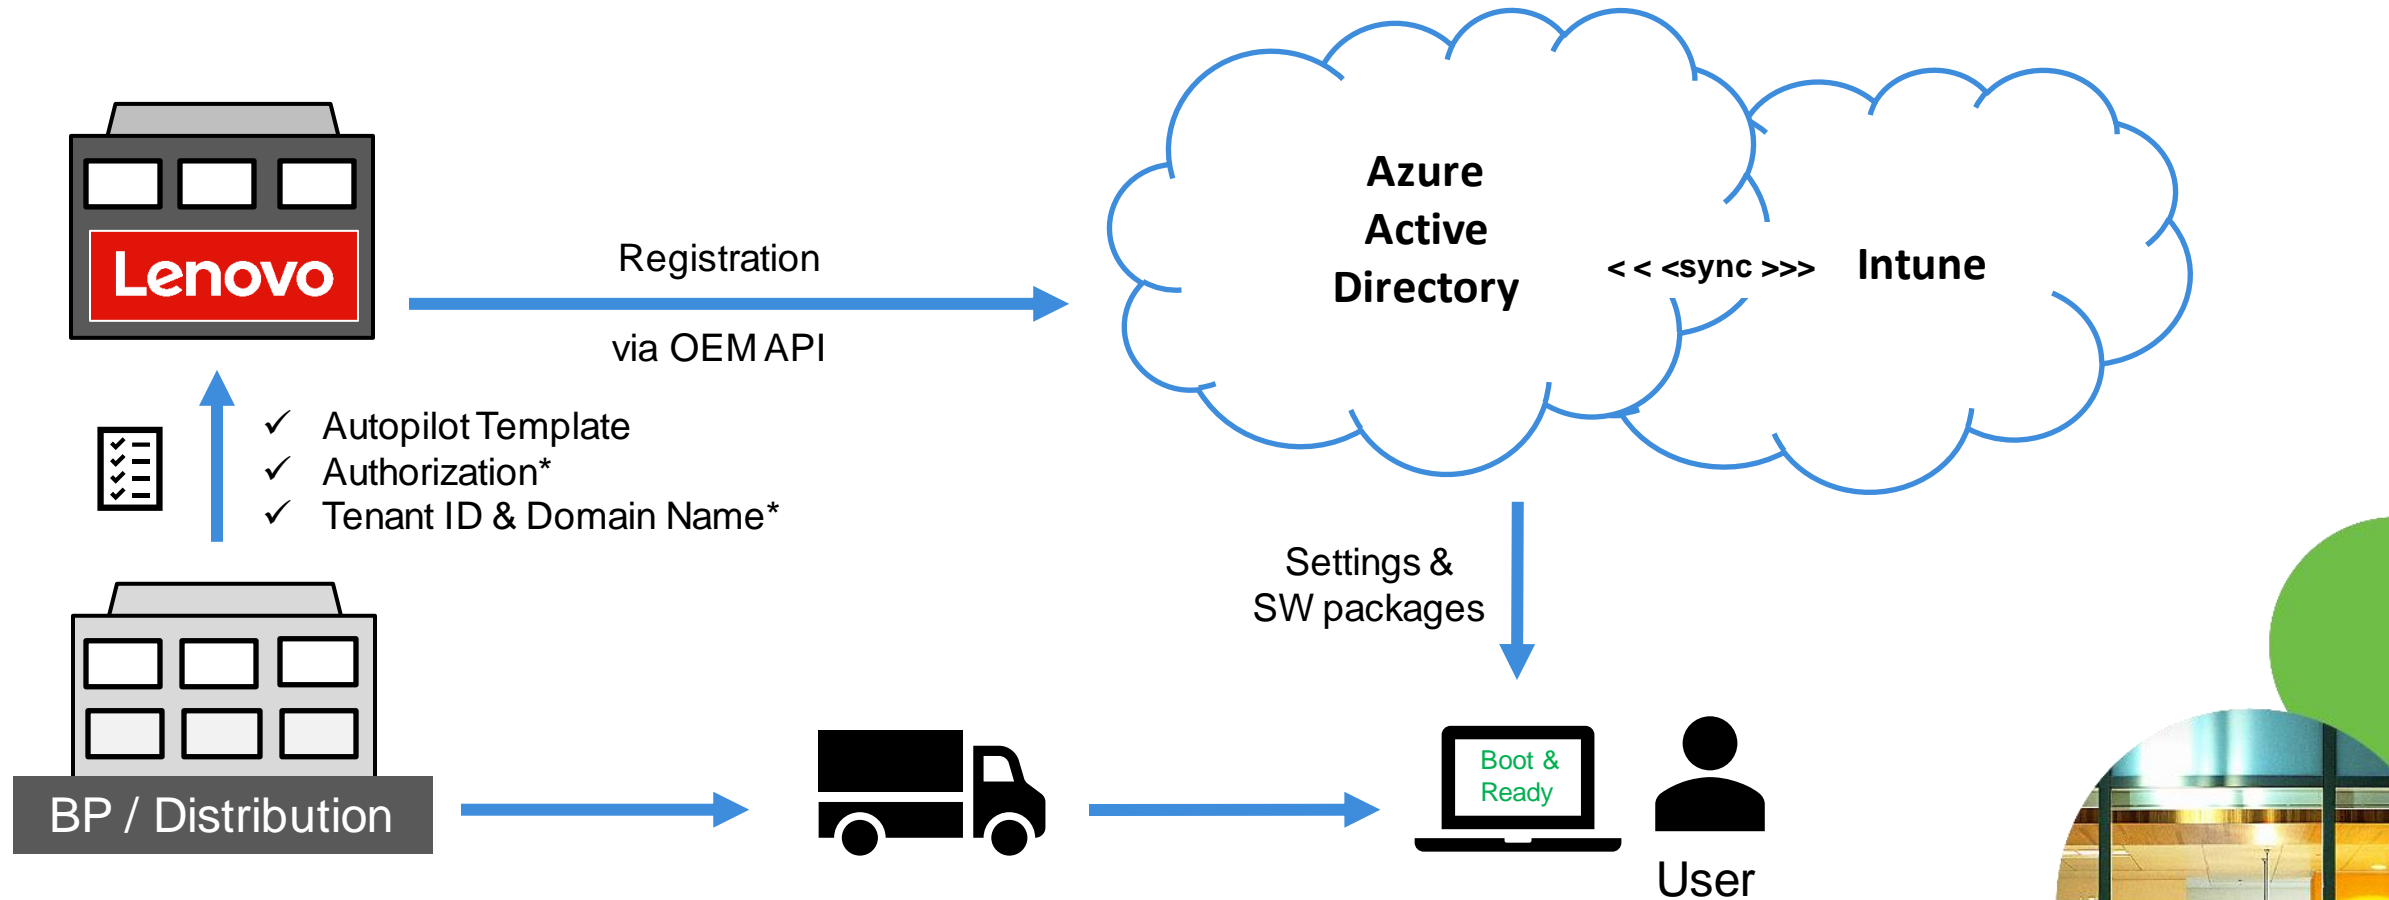 Lenovo
Registration
via OEM API
Azure
Active
Directory
< < <sync >>>
Intune
✓ Autopilot Template
✓ Authorization*
✓ Tenant ID & Domain Name*
Settings &
SW packages
BP / Distribution
Boot &
Ready
User